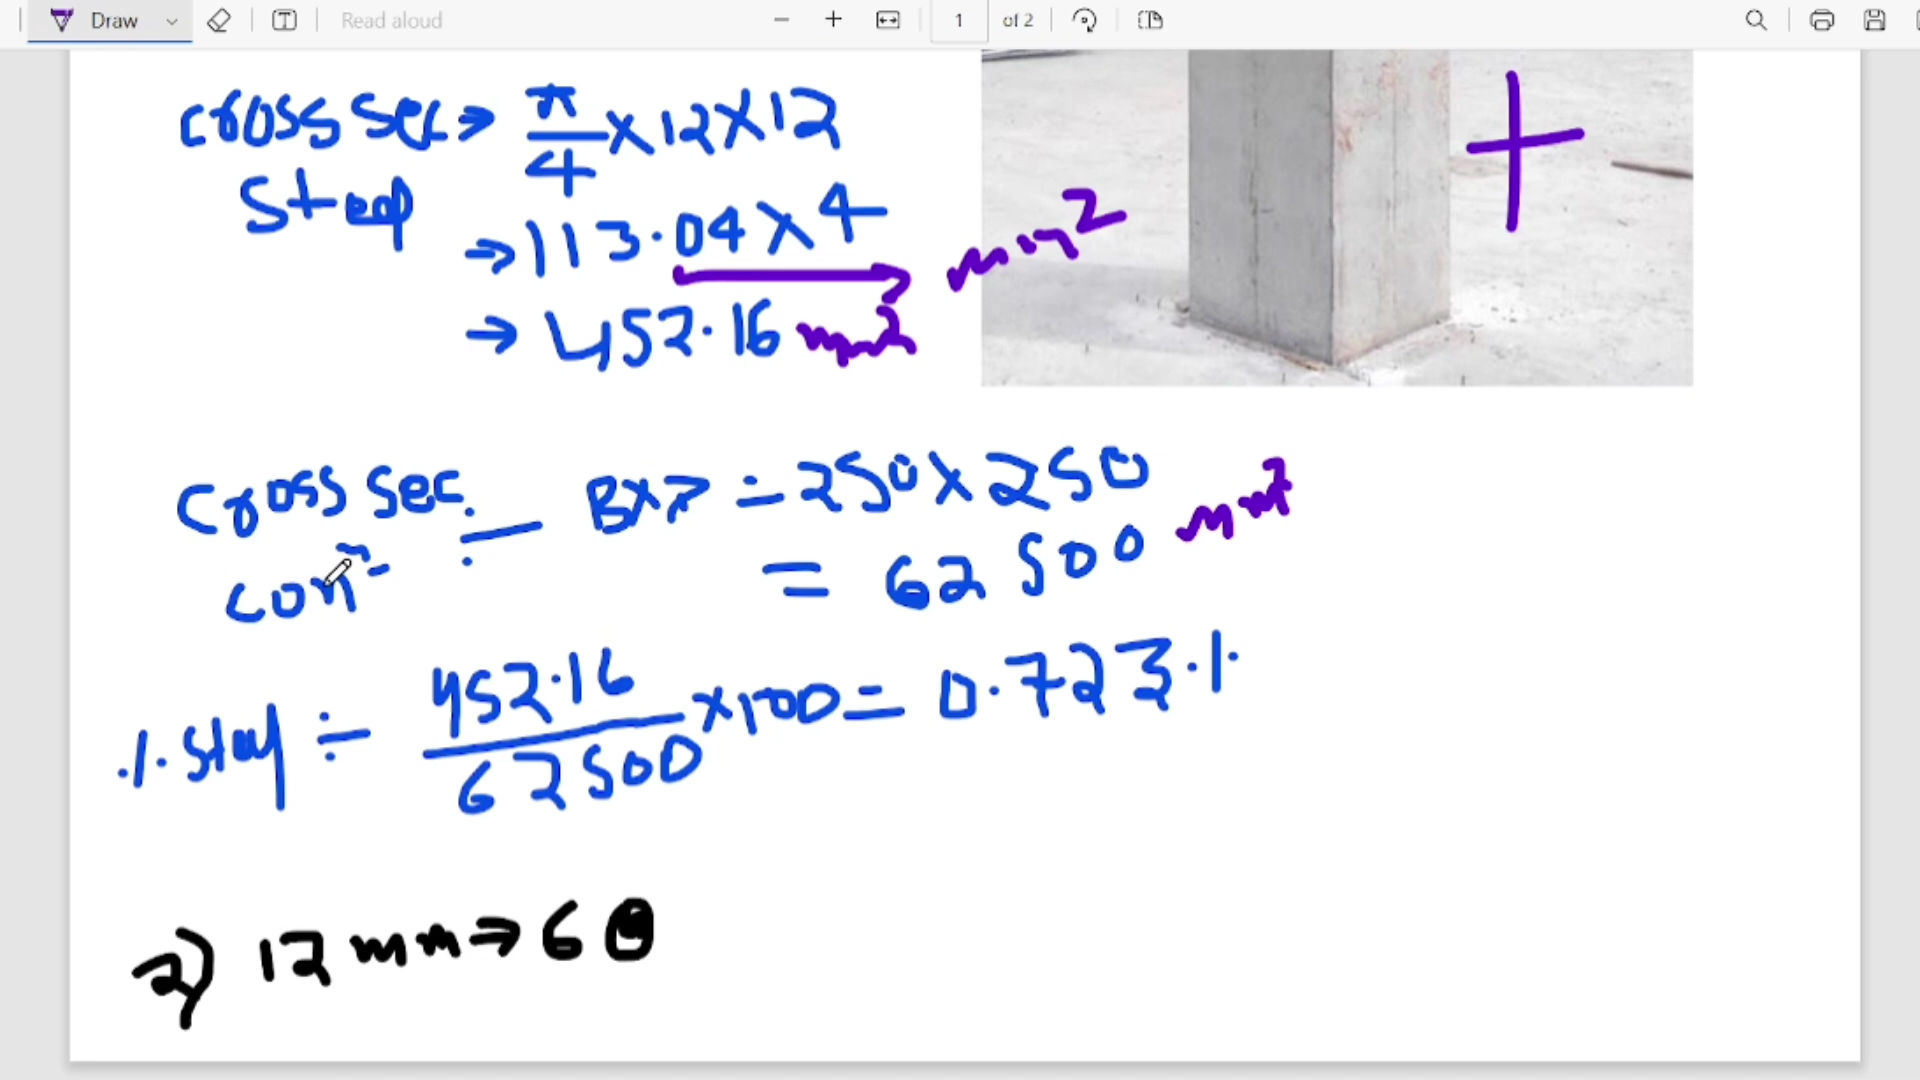 Draw
Read aloud
1 of 2
cross sec → π/4 × 12 × 12
Steel
→ 113.04 × 4 mm²
→ 452.16 mm²
cross sec. ÷ B×D = 250 × 250
con = 62500 mm²
·/· Steel ÷ 452.16/62500 × 100 = 0.723 ·/·
2) 12 mm → 6